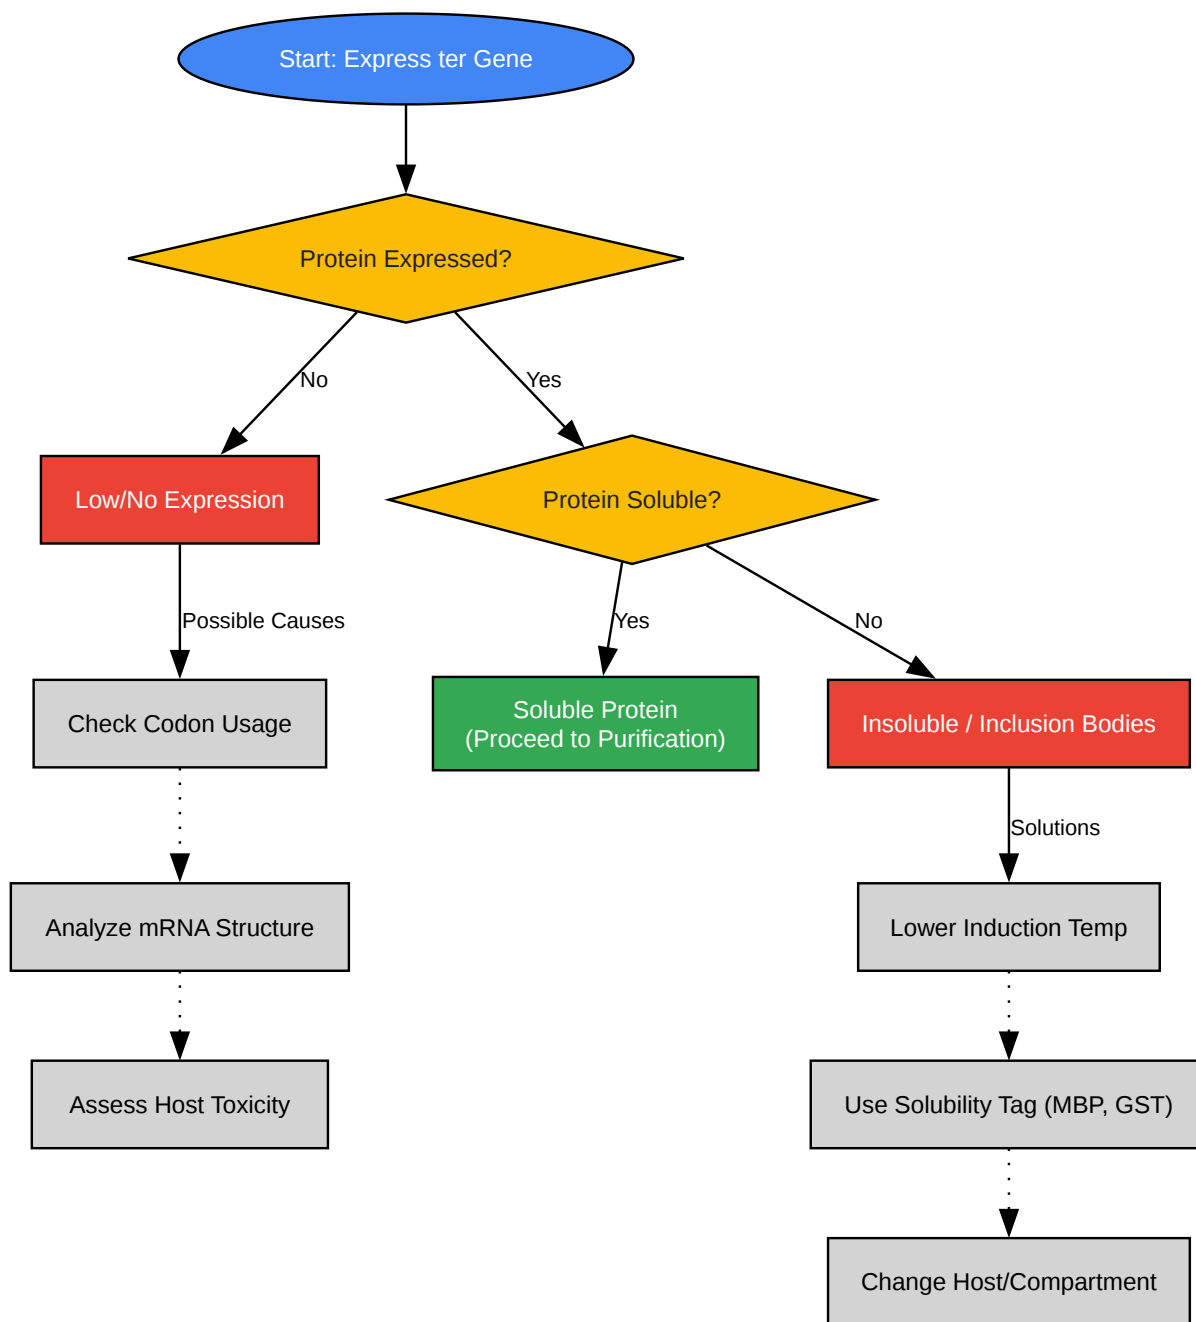 Start: Express ter Gene
Protein Expressed?
No
Yes
Low/No Expression
Protein Soluble?
Possible Causes
Yes
No
Check Codon Usage
Soluble Protein
(Proceed to Purification)
Insoluble / Inclusion Bodies
Solutions
Analyze mRNA Structure
Lower Induction Temp
Assess Host Toxicity
Use Solubility Tag (MBP, GST)
Change Host/Compartment